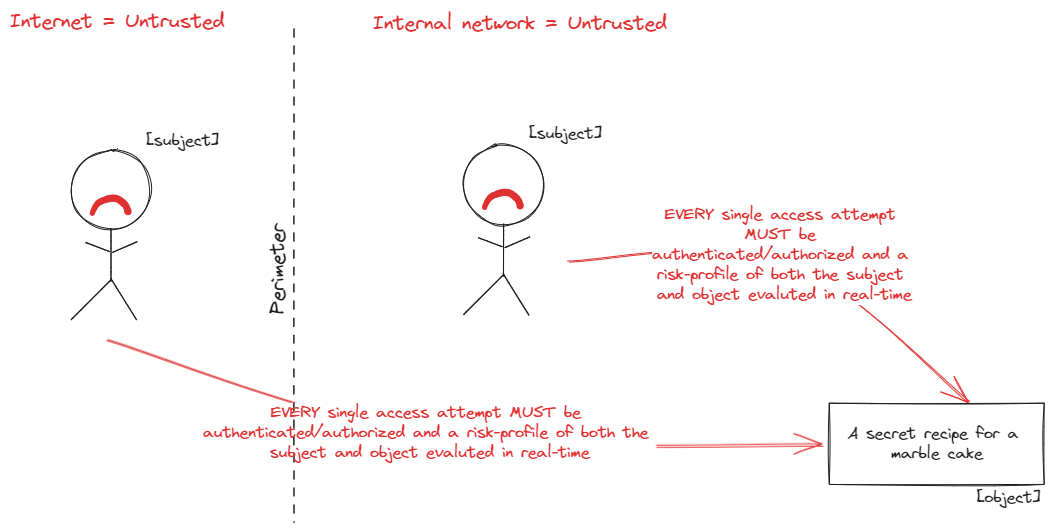 Internet = Untrusted
Internal network = Untrusted
[subject]
[subject]
Perimeter
EVERY single access attempt
MUST be
authenticated/authorized and a
risk-profile of both the subject
and object evaluted in real-time
EVERY single access attempt MUST be
authenticated/authorized and a risk-profile of both the
subject and object evaluted in real-time
A secret recipe for a
marble cake
[object]